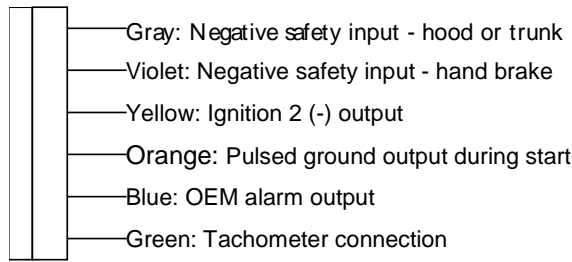 Gray: Negative safety input - hood or trunk
Violet: Negative safety input - hand brake
Yellow: Ignition 2 (-) output
Orange: Pulsed ground output during start
Blue: OEM alarm output
Green: Tachometer connection